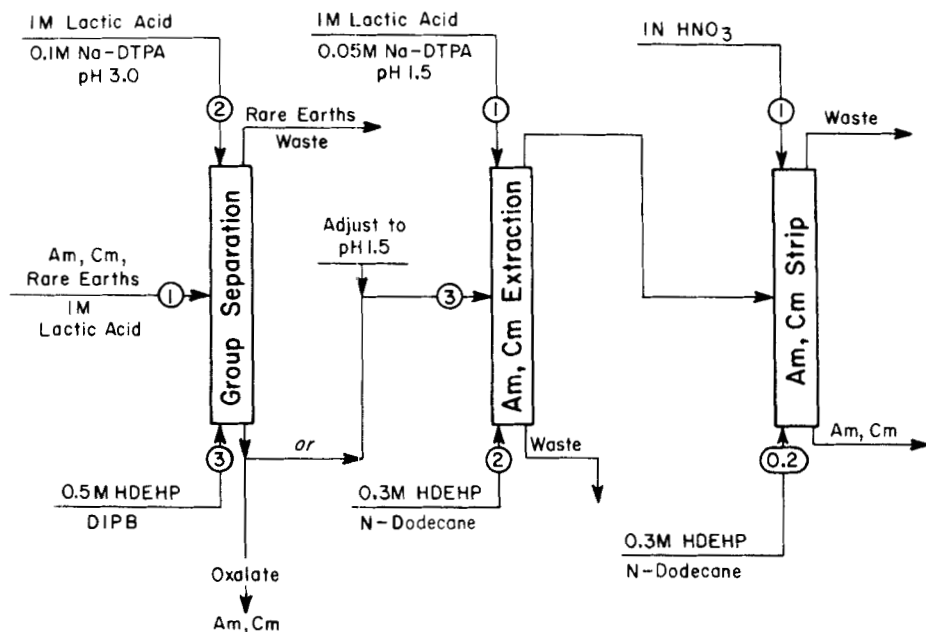 1M Lactic Acid
0.1M Na-DTPA
pH 3.0
2
Rare Earths
Waste
Group Separation
Am, Cm,
Rare Earths
1
1M
Lactic Acid
3
0.5M HDEHP
DIPB
or
Oxalate
Am, Cm
1M Lactic Acid
0.05M Na-DTPA
pH 1.5
1
Adjust to
pH 1.5
3
Am, Cm Extraction
2
Waste
0.3M HDEHP
N-Dodecane
1N HNO3
1
Waste
Am, Cm Strip
Am, Cm
0.2
0.3M HDEHP
N-Dodecane